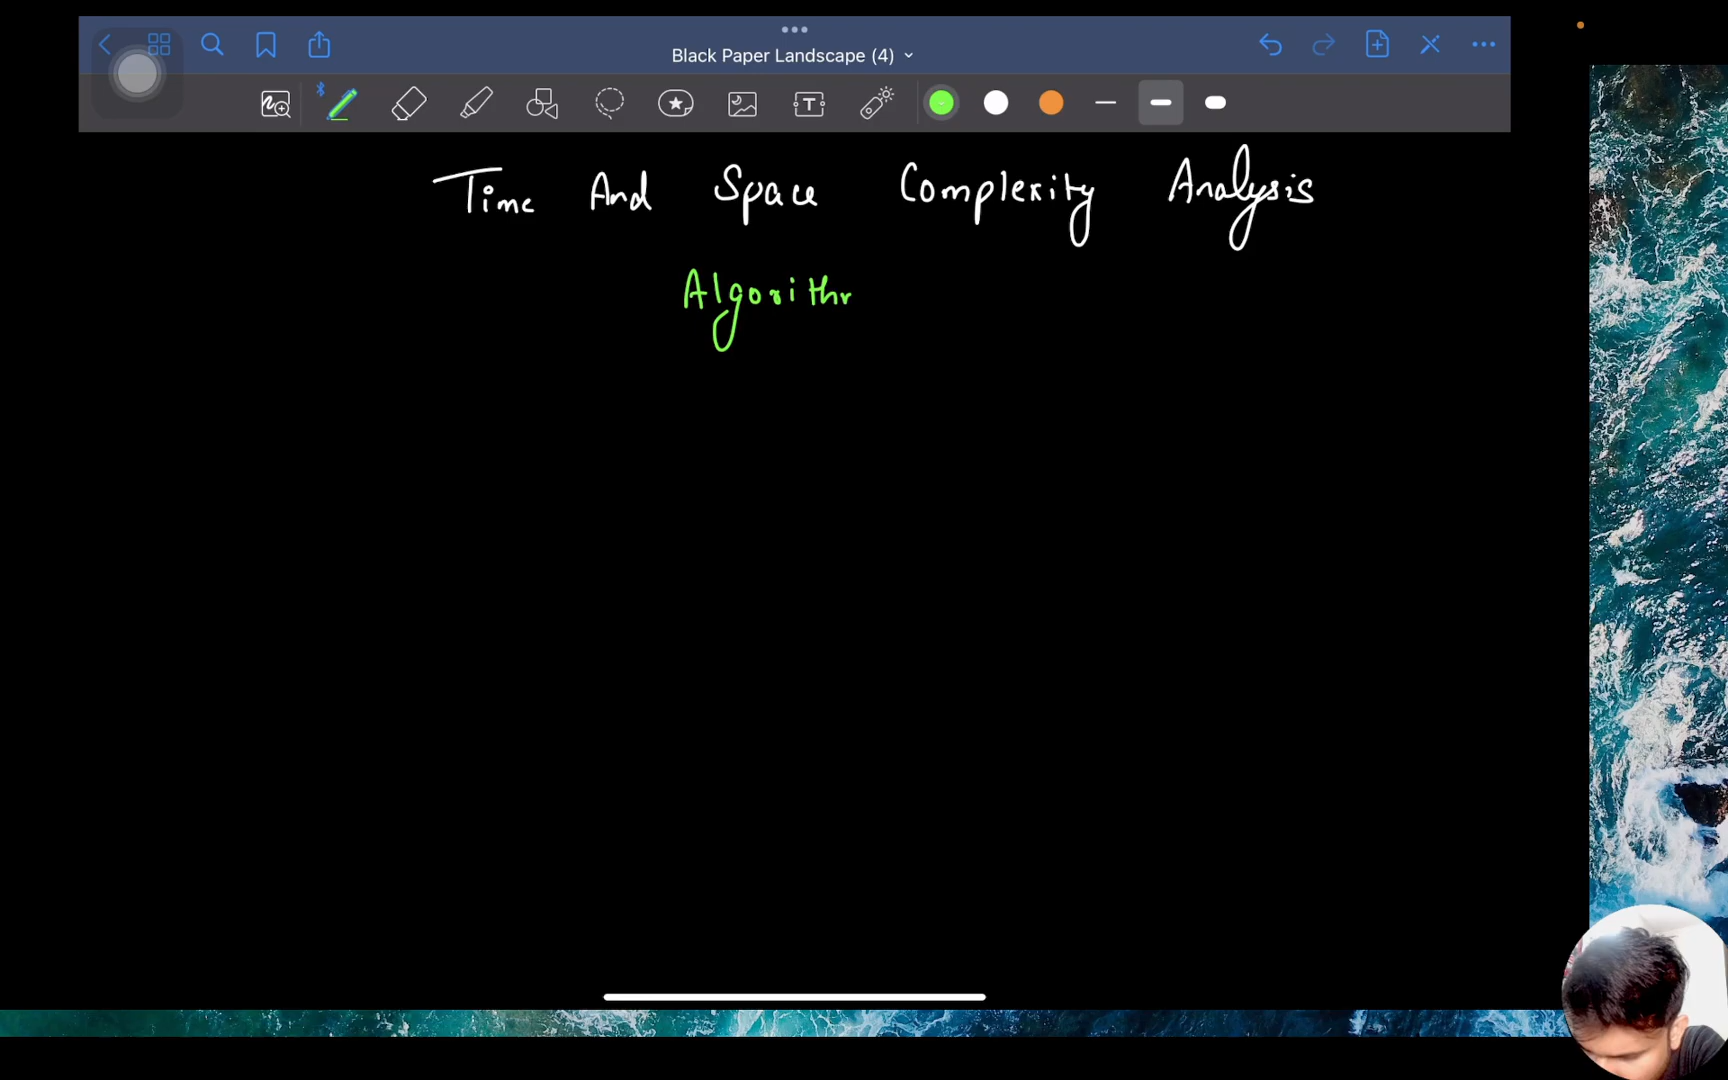 Black Paper Landscape (4)
T
Time And Space Complexity Analysis
Algorithr